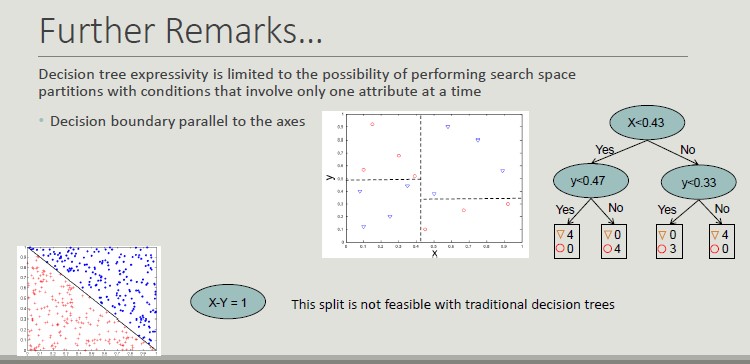 Further Remarks...
Decision tree expressivity is limited to the possibility of performing search space
partitions with conditions that involve only one attribute at a time
• Decision boundary parallel to the axes
y
x
X<0.43
Yes
No
y<0.47
y<0.33
Yes
No
Yes
No
▽ 4
○ 0
▽ 0
○ 4
▽ 0
○ 3
▽ 4
○ 0
X-Y = 1
This split is not feasible with traditional decision trees